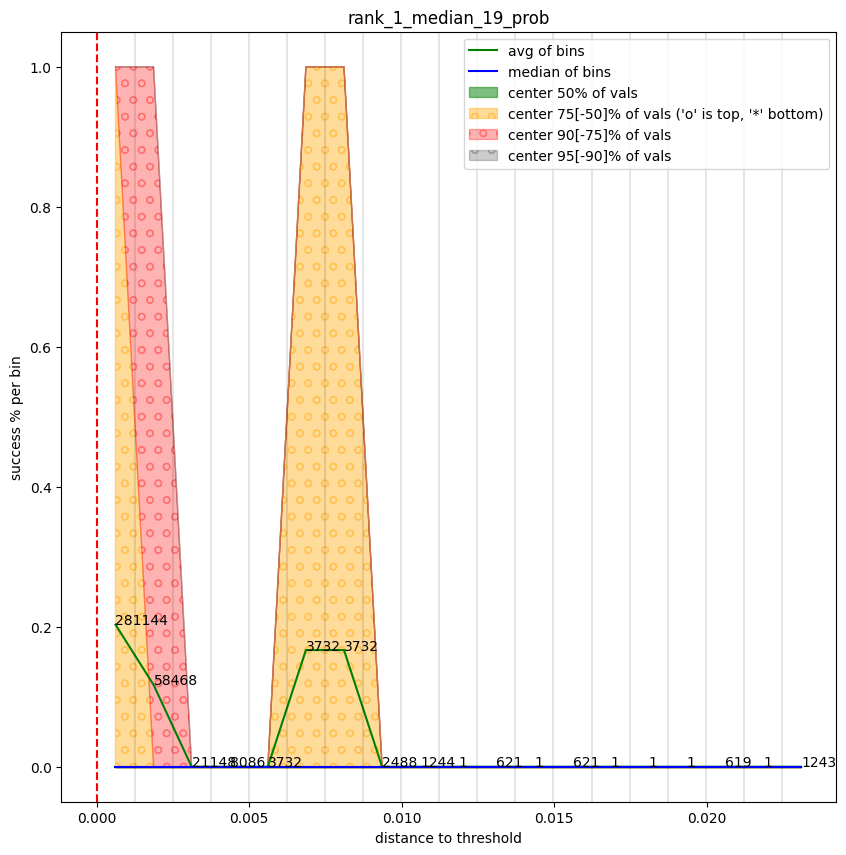 rank_1_median_19_prob
avg of bins
median of bins
center 50% of vals
center 75[-50]% of vals ('o' is top, '*' bottom)
center 90[-75]% of vals
center 95[-90]% of vals
success % per bin
1.0
0.8
0.6
0.4
0.2
0.0
281144
58468
3732 3732
21148 8086 3732 2488 1244 1 621 1 621 1 1 1 619 1 1243
0.000 0.005 0.010 0.015 0.020
distance to threshold